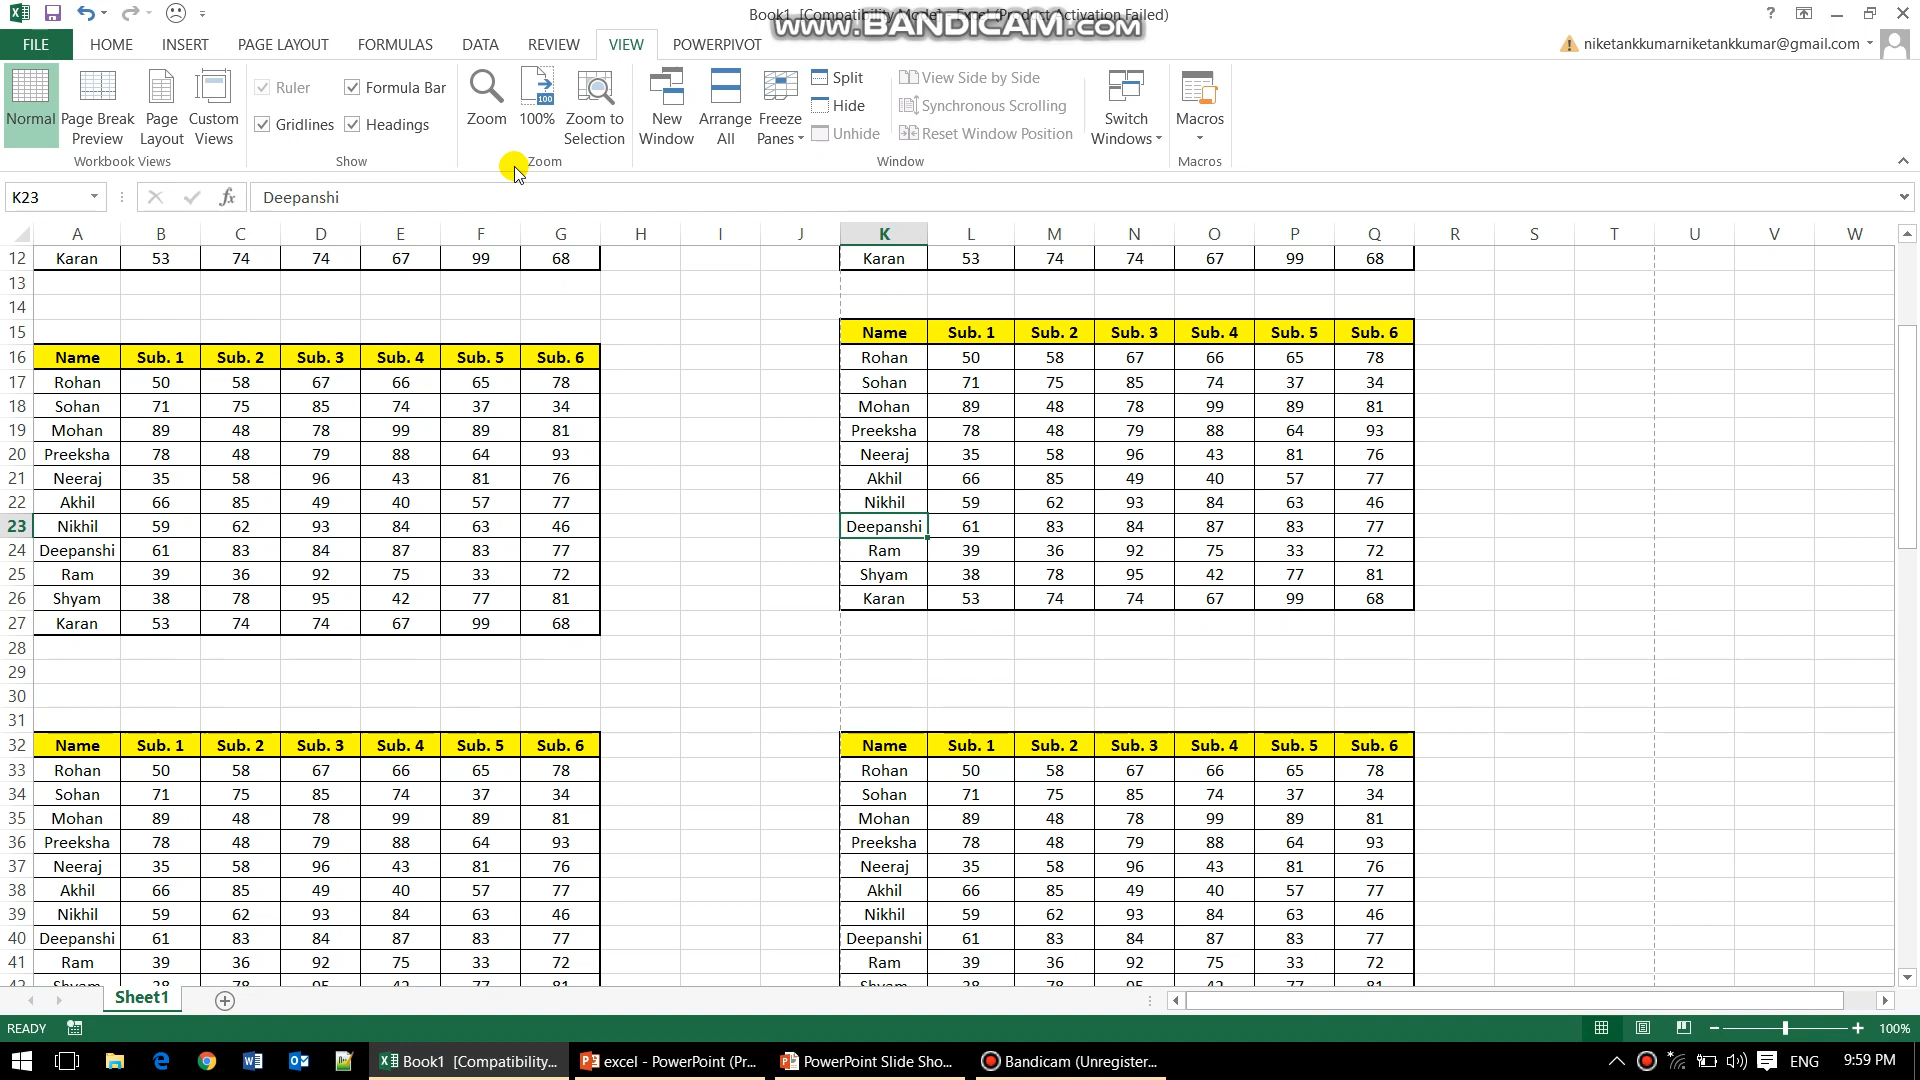 Book1 [Compatibility Mode] - Excel (Product Activation Failed)
www.BANDICAM.com
FILE HOME INSERT PAGE LAYOUT FORMULAS DATA REVIEW VIEW POWERPIVOT niketankkumarniketankkumar@gmail.com
Normal Page Break Preview Page Layout Custom Views
Ruler Formula Bar
Gridlines Headings
Zoom 100% Zoom to Selection
New Window Arrange All Freeze Panes
Split
Hide
Unhide
View Side by Side
Synchronous Scrolling
Reset Window Position
Switch Windows
Macros
Workbook Views Show Zoom Window Macros
K23 fx Deepanshi
A B C D E F G H I J K L M N O P Q R S T U V W
12 Karan 53 74 74 67 99 68 Karan 53 74 74 67 99 68
13
14
15 Name Sub. 1 Sub. 2 Sub. 3 Sub. 4 Sub. 5 Sub. 6
16 Name Sub. 1 Sub. 2 Sub. 3 Sub. 4 Sub. 5 Sub. 6 Rohan 50 58 67 66 65 78
17 Rohan 50 58 67 66 65 78 Sohan 71 75 85 74 37 34
18 Sohan 71 75 85 74 37 34 Mohan 89 48 78 99 89 81
19 Mohan 89 48 78 99 89 81 Preeksha 78 48 79 88 64 93
20 Preeksha 78 48 79 88 64 93 Neeraj 35 58 96 43 81 76
21 Neeraj 35 58 96 43 81 76 Akhil 66 85 49 40 57 77
22 Akhil 66 85 49 40 57 77 Nikhil 59 62 93 84 63 46
23 Nikhil 59 62 93 84 63 46 Deepanshi 61 83 84 87 83 77
24 Deepanshi 61 83 84 87 83 77 Ram 39 36 92 75 33 72
25 Ram 39 36 92 75 33 72 Shyam 38 78 95 42 77 81
26 Shyam 38 78 95 42 77 81 Karan 53 74 74 67 99 68
27 Karan 53 74 74 67 99 68
28
29
30
31
32 Name Sub. 1 Sub. 2 Sub. 3 Sub. 4 Sub. 5 Sub. 6 Name Sub. 1 Sub. 2 Sub. 3 Sub. 4 Sub. 5 Sub. 6
33 Rohan 50 58 67 66 65 78 Rohan 50 58 67 66 65 78
34 Sohan 71 75 85 74 37 34 Sohan 71 75 85 74 37 34
35 Mohan 89 48 78 99 89 81 Mohan 89 48 78 99 89 81
36 Preeksha 78 48 79 88 64 93 Preeksha 78 48 79 88 64 93
37 Neeraj 35 58 96 43 81 76 Neeraj 35 58 96 43 81 76
38 Akhil 66 85 49 40 57 77 Akhil 66 85 49 40 57 77
39 Nikhil 59 62 93 84 63 46 Nikhil 59 62 93 84 63 46
40 Deepanshi 61 83 84 87 83 77 Deepanshi 61 83 84 87 83 77
41 Ram 39 36 92 75 33 72 Ram 39 36 92 75 33 72
42 Shyam 38 78 95 42 77 81 Shyam 38 78 95 42 77 81
Sheet1
READY 100%
Book1 [Compatibility... excel - PowerPoint (Pr... PowerPoint Slide Sho... Bandicam (Unregister... ENG 9:59 PM